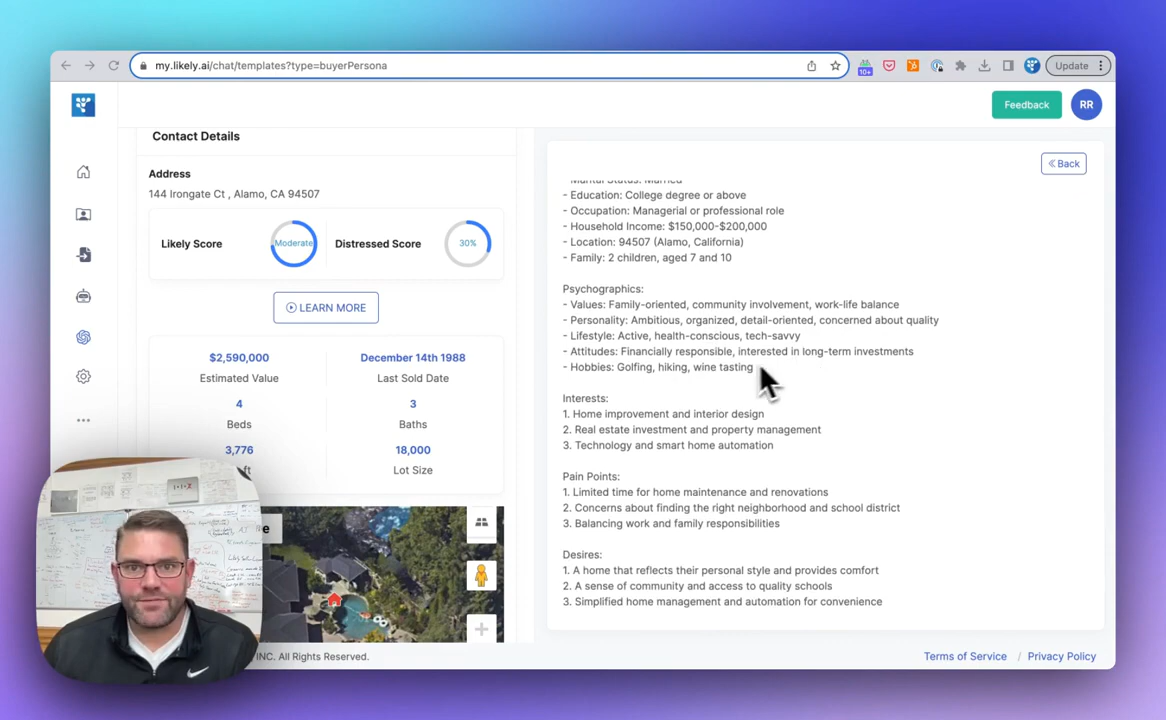 my.likely.ai/chat/templates?type=buyerPersona
10+
Update
Feedback
RR
Contact Details
Address
144 Irongate Ct , Alamo, CA 94507
Likely Score
Moderate
Distressed Score
30%
LEARN MORE
$2,590,000
December 14th 1988
Estimated Value
Last Sold Date
4
3
Beds
Baths
3,776
18,000
ft
Lot Size
e
INC. All Rights Reserved.
Back
- Marital Status: Married
- Education: College degree or above
- Occupation: Managerial or professional role
- Household Income: $150,000-$200,000
- Location: 94507 (Alamo, California)
- Family: 2 children, aged 7 and 10
Psychographics:
- Values: Family-oriented, community involvement, work-life balance
- Personality: Ambitious, organized, detail-oriented, concerned about quality
- Lifestyle: Active, health-conscious, tech-savvy
- Attitudes: Financially responsible, interested in long-term investments
- Hobbies: Golfing, hiking, wine tasting
Interests:
1. Home improvement and interior design
2. Real estate investment and property management
3. Technology and smart home automation
Pain Points:
1. Limited time for home maintenance and renovations
2. Concerns about finding the right neighborhood and school district
3. Balancing work and family responsibilities
Desires:
1. A home that reflects their personal style and provides comfort
2. A sense of community and access to quality schools
3. Simplified home management and automation for convenience
Terms of Service / Privacy Policy